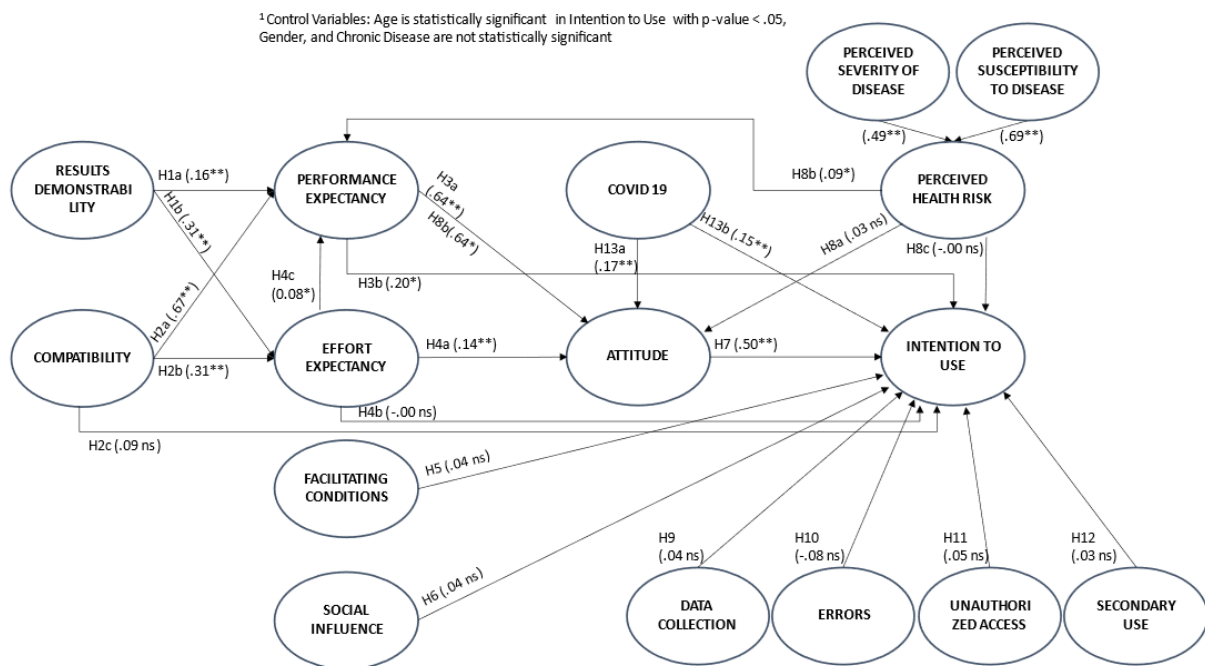 1 Control Variables: Age is statistically significant in Intention to Use with p-value < .05,
Gender, and Chronic Disease are not statistically significant
PERCEIVED
SEVERITY OF
DISEASE
PERCEIVED
SUSCEPTIBILITY
TO DISEASE
(.49**)
(.69**)
RESULTS
DEMONSTRABI
LITY
H1a (.16**)
H1b (.31**)
PERFORMANCE
EXPECTANCY
H3a
(.64**)
H8b(.64*)
COVID 19
H13a
(.17**)
H13b (.15**)
H8b (.09*)
PERCEIVED
HEALTH RISK
H8a (.03 ns)
H8c (-.00 ns)
H4c
(0.08*)
H3b (.20*)
COMPATIBILITY
H2a (.67**)
H2b (.31**)
EFFORT
EXPECTANCY
H4a (.14**)
ATTITUDE
H7 (.50**)
INTENTION TO
USE
H4b (-.00 ns)
H2c (.09 ns)
FACILITATING
CONDITIONS
H5 (.04 ns)
SOCIAL
INFLUENCE
H6 (.04 ns)
H9
(.04 ns)
H10
(-.08 ns)
H11
(.05 ns)
H12
(.03 ns)
DATA
COLLECTION
ERRORS
UNAUTHORI
ZED ACCESS
SECONDARY
USE